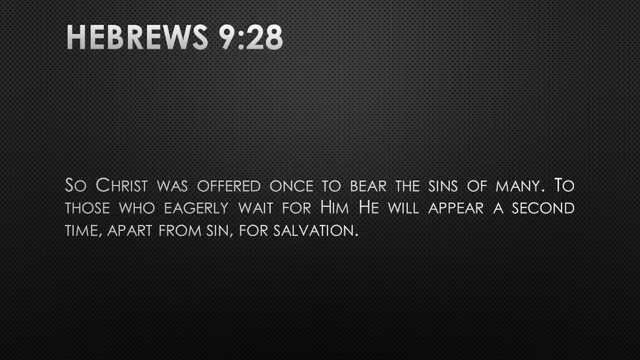 HEBREWS 9:28
So Christ was offered once to bear the sins of many. To
those who eagerly wait for Him He will appear a second
time, apart from sin, for salvation.